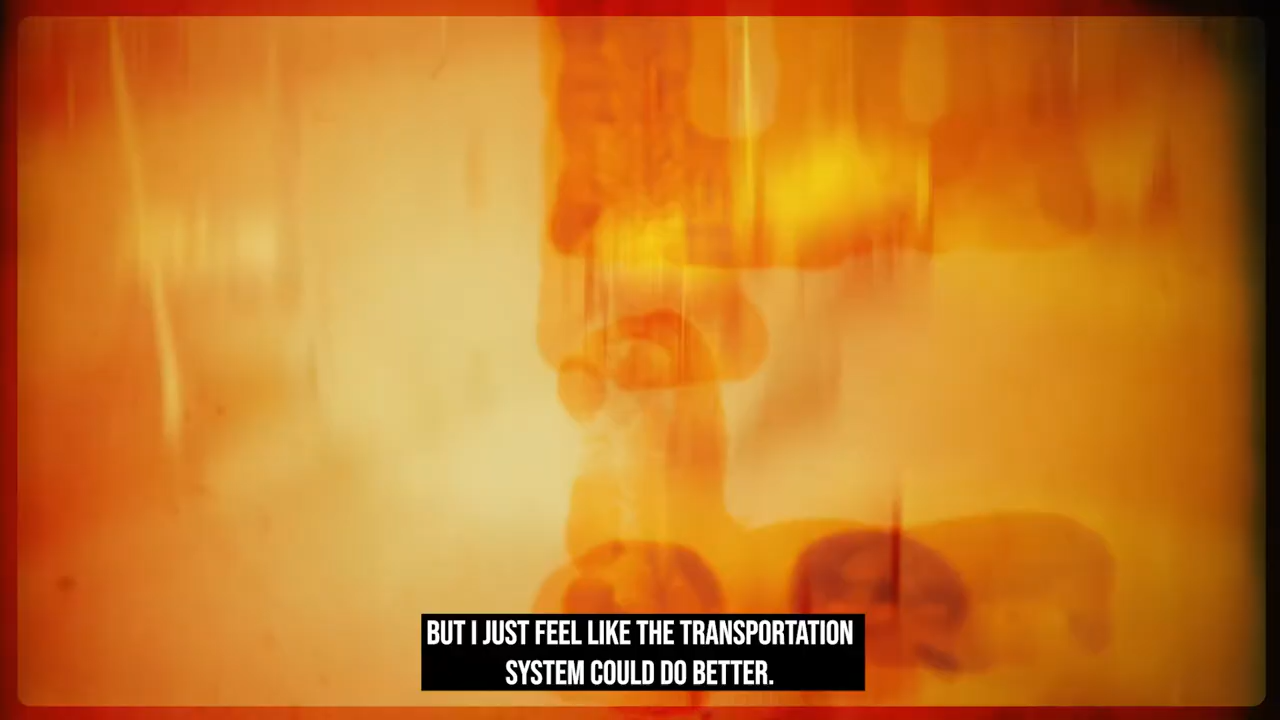 BUT I JUST FEEL LIKE THE TRANSPORTATION
SYSTEM COULD DO BETTER.